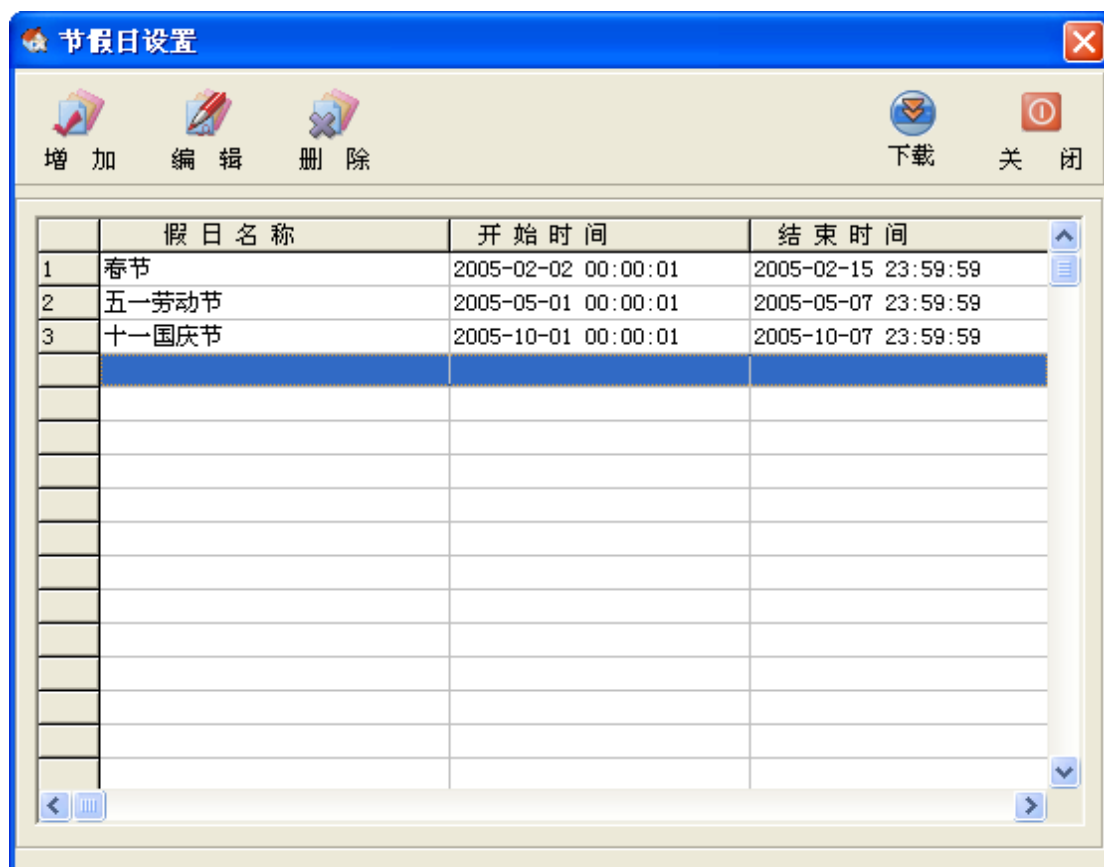 节假日设置
增 加 编 辑 删 除 下载 关 闭
假日名称 开始时间 结束时间
1 春节 2005-02-02 00:00:01 2005-02-15 23:59:59
2 五一劳动节 2005-05-01 00:00:01 2005-05-07 23:59:59
3 十一国庆节 2005-10-01 00:00:01 2005-10-07 23:59:59